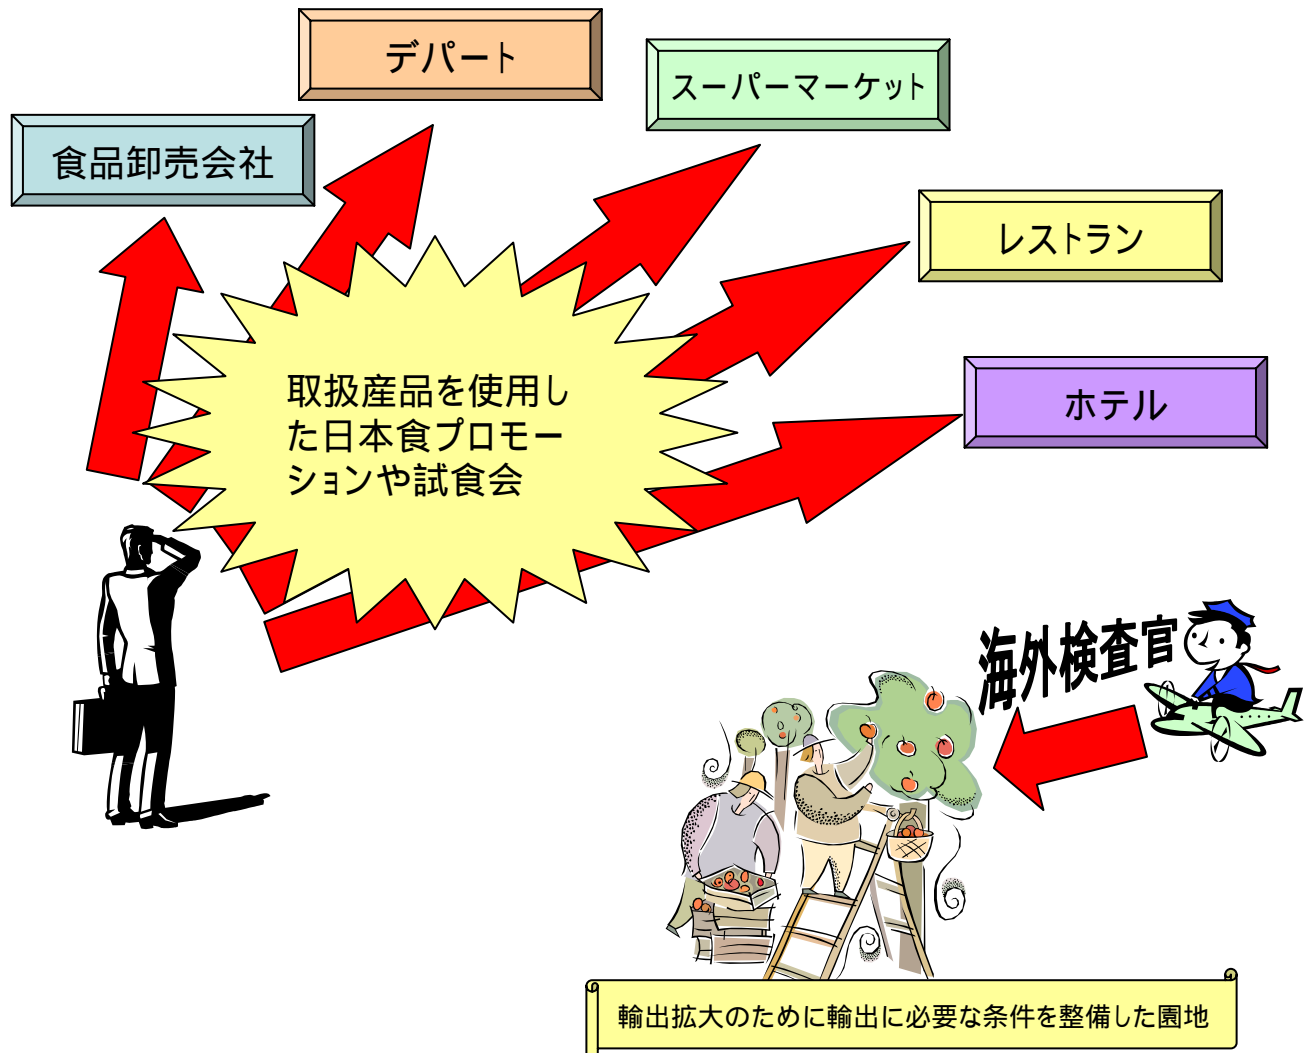 デパート
スーパーマーケット
食品卸売会社
レストラン
ホテル
取扱産品を使用し
た日本食プロモー
ションや試食会
海外検査官
輸出拡大のために輸出に必要な条件を整備した園地